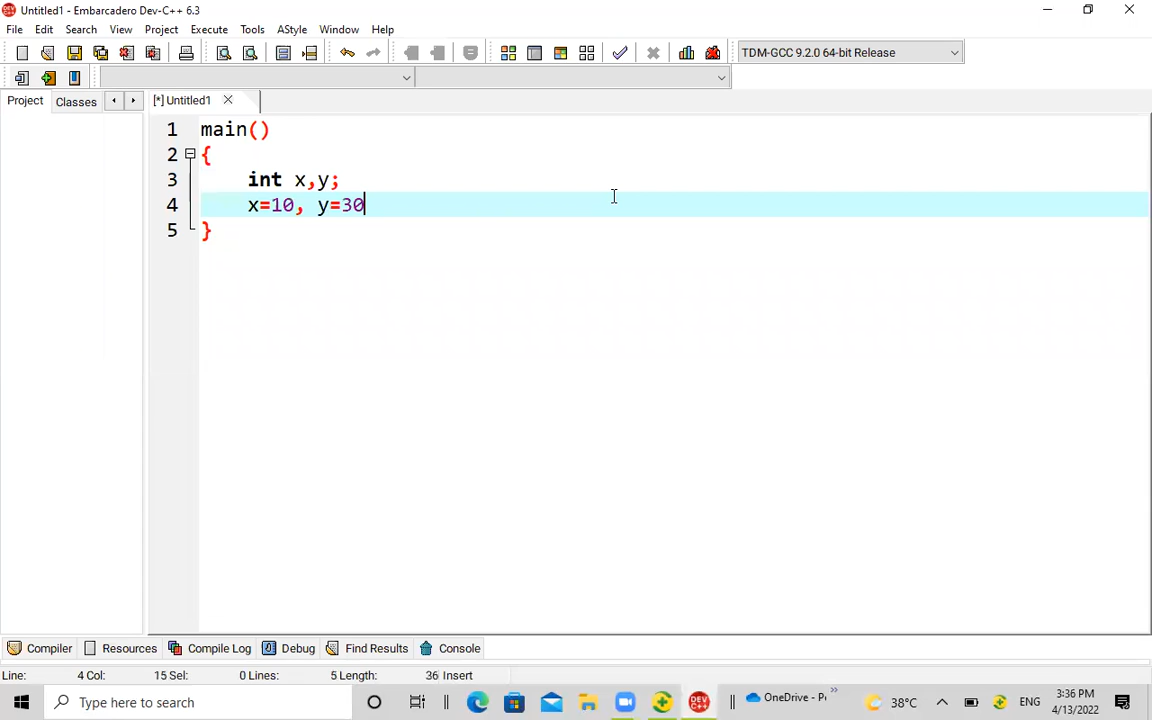 Untitled1 - Embarcadero Dev-C++ 6.3
File Edit Search View Project Execute Tools AStyle Window Help
TDM-GCC 9.2.0 64-bit Release
Project Classes [*] Untitled1
1 main()
2 {
3 int x,y;
4 x=10, y=30
5 }
Compiler Resources Compile Log Debug Find Results Console
Line: 4 Col: 15 Sel: 0 Lines: 5 Length: 36 Insert
Type here to search DEV C++ OneDrive - Pe 38°C ENG 3:36 PM
4/13/2022